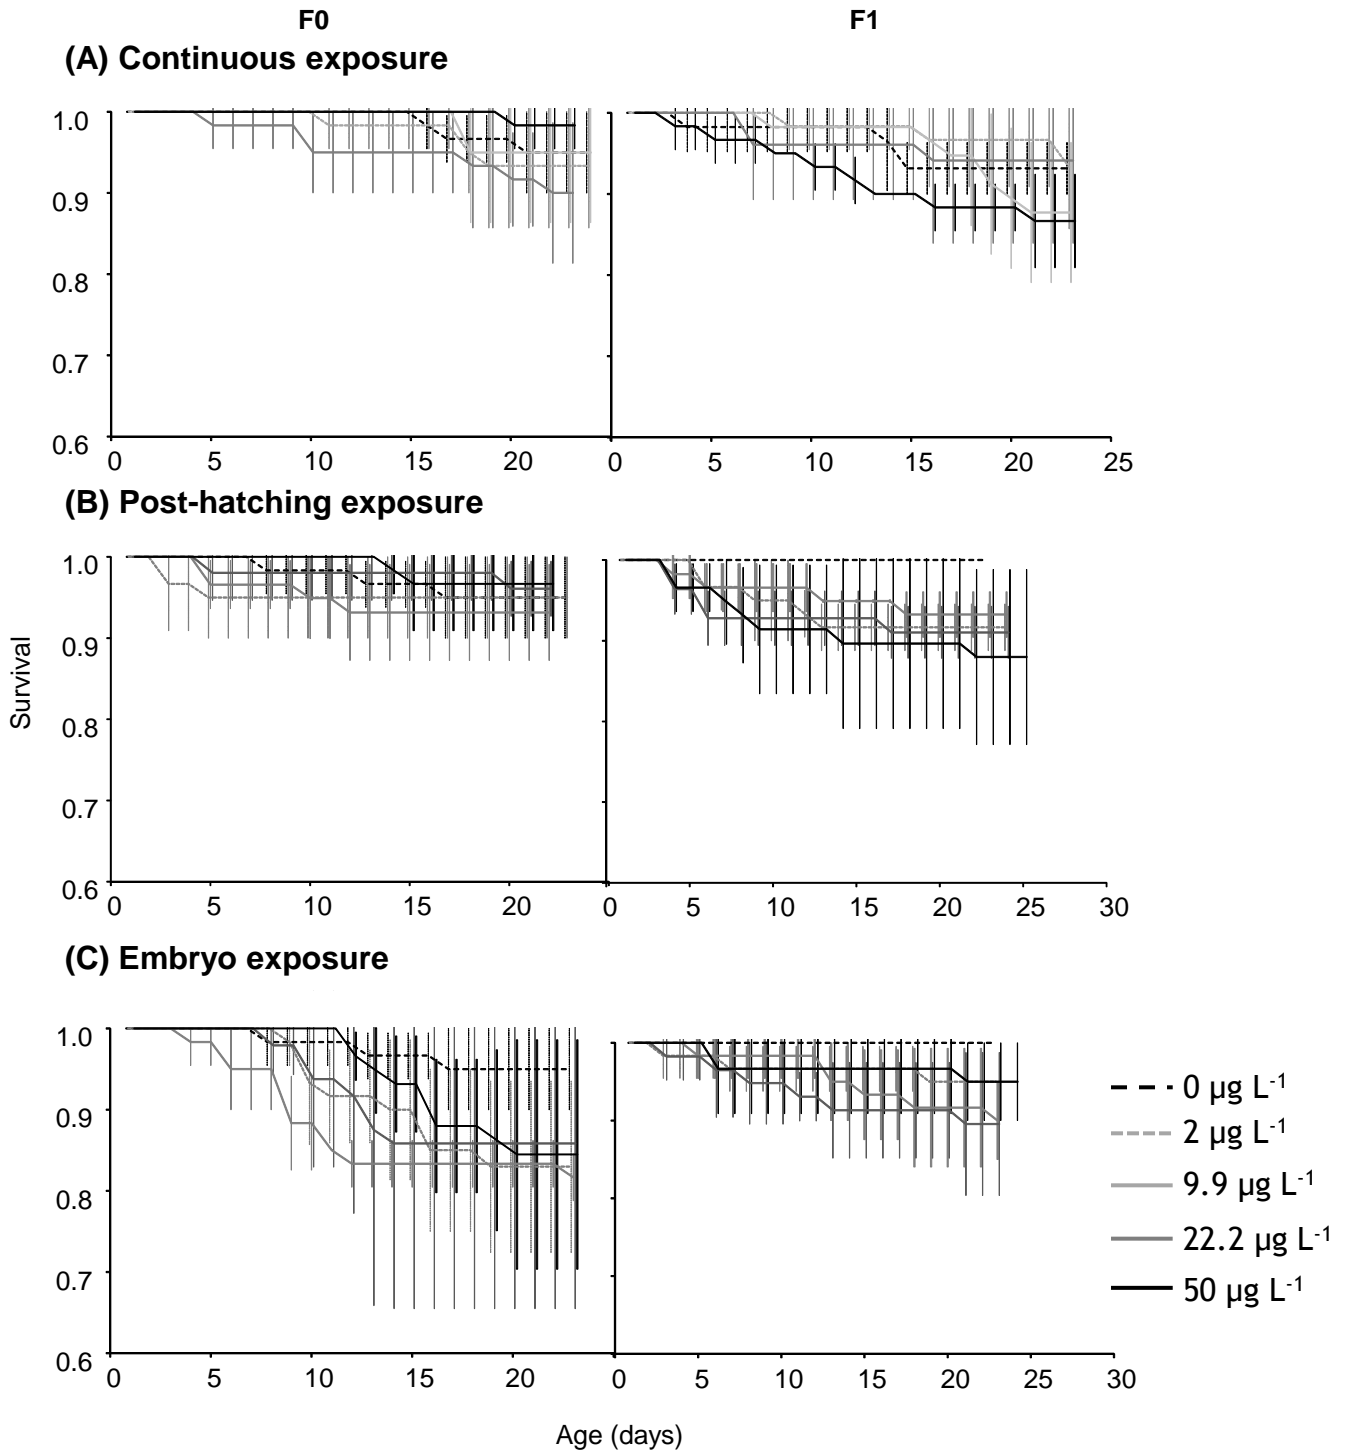 F0 F1
(A) Continuous exposure
1.0
0.9
0.8
0.7
0.6
0 5 10 15 20 0 5 10 15 20 25
(B) Post-hatching exposure
1.0
0.9
0.8
0.7
0.6
0 5 10 15 20 0 5 10 15 20 25 30
Survival
(C) Embryo exposure
1.0
0.9
0.8
0.7
0.6
0 5 10 15 20 0 5 10 15 20 25 30
0 µg L⁻¹
2 µg L⁻¹
9.9 µg L⁻¹
22.2 µg L⁻¹
50 µg L⁻¹
Age (days)